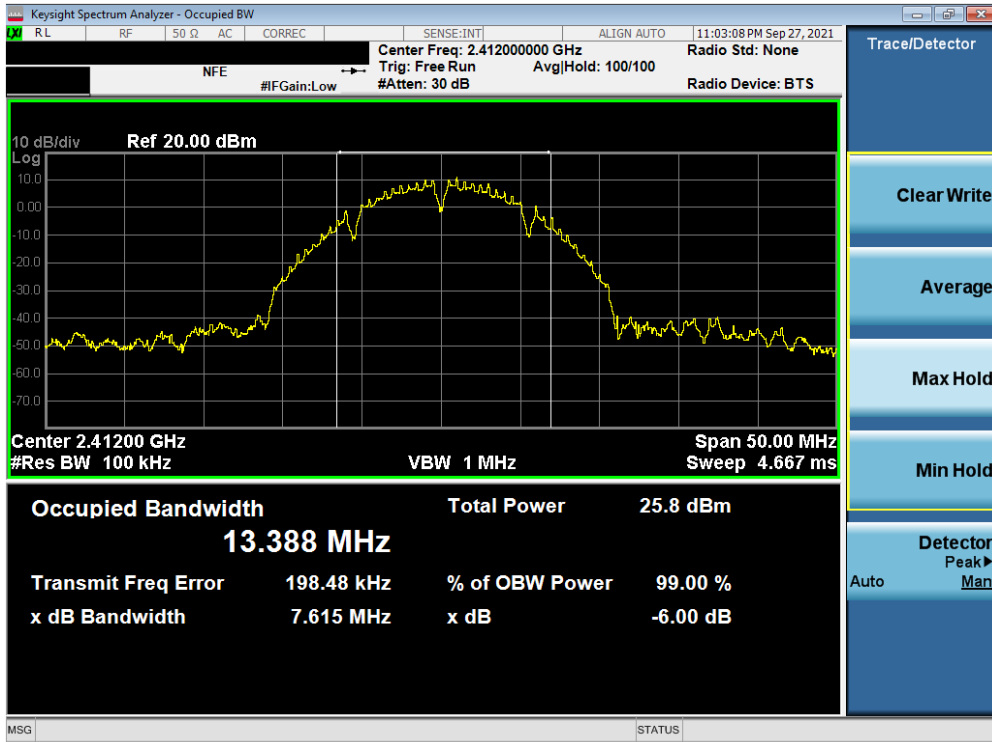 Keysight Spectrum Analyzer - Occupied BW
LXI RL RF 50 Ω AC CORREC SENSE:INT ALIGN AUTO 11:03:08 PM Sep 27, 2021
Center Freq: 2.412000000 GHz Radio Std: None
NFE Trig: Free Run Avg|Hold: 100/100
#IFGain:Low #Atten: 30 dB Radio Device: BTS
10 dB/div Ref 20.00 dBm
Log
10.0
0.00
-10.0
-20.0
-30.0
-40.0
-50.0
-60.0
-70.0
Center 2.41200 GHz Span 50.00 MHz
#Res BW 100 kHz VBW 1 MHz Sweep 4.667 ms
Occupied Bandwidth Total Power 25.8 dBm
13.388 MHz
Transmit Freq Error 198.48 kHz % of OBW Power 99.00 %
x dB Bandwidth 7.615 MHz x dB -6.00 dB
MSG STATUS
Trace/Detector
Clear Write
Average
Max Hold
Min Hold
Detector
Peak
Auto Man